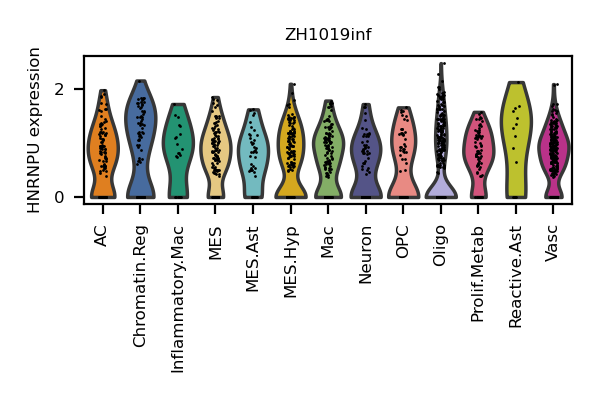 ZH1019inf
HNRNPU expression
2
0
AC
Chromatin.Reg
Inflammatory.Mac
MES
MES.Ast
MES.Hyp
Mac
Neuron
OPC
Oligo
Prolif.Metab
Reactive.Ast
Vasc